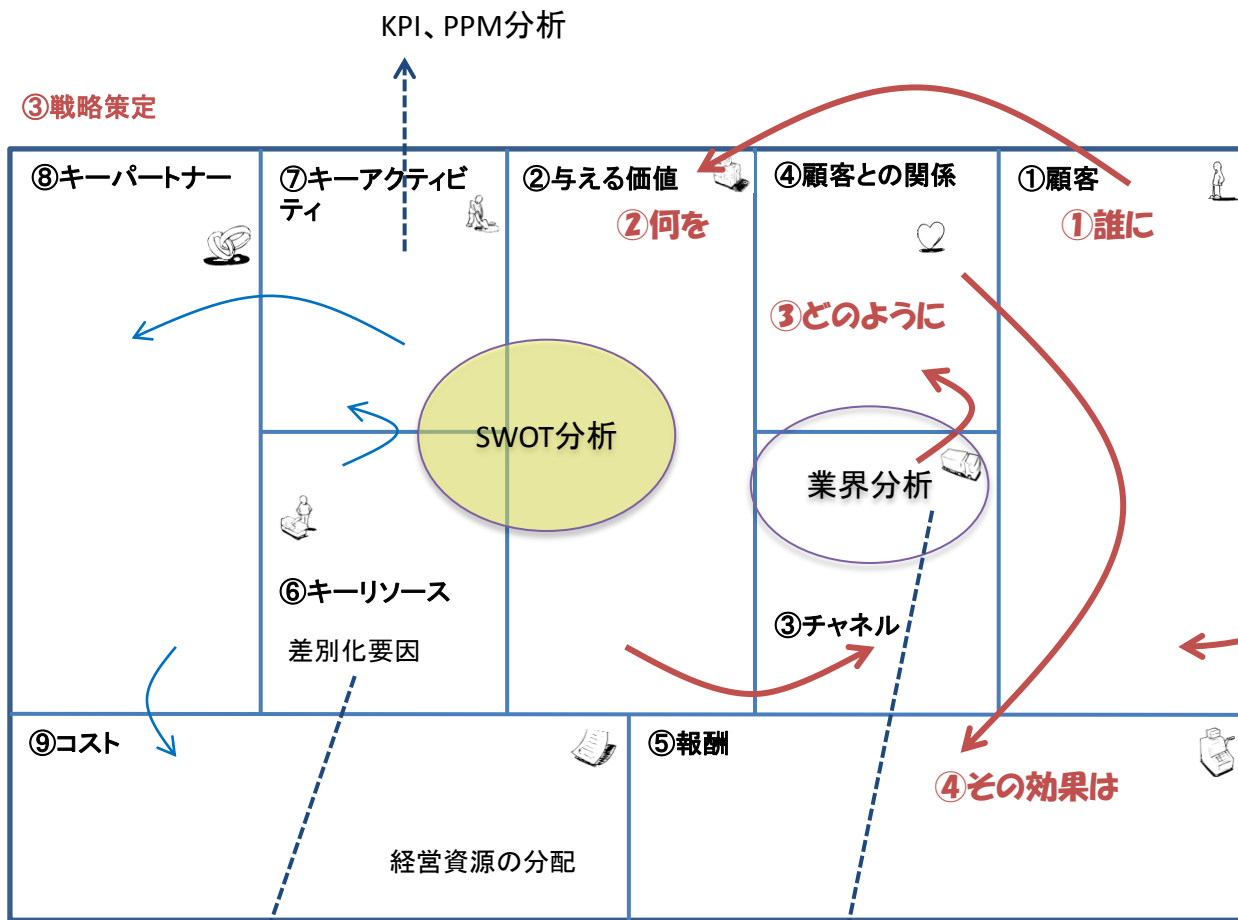 KPI、PPM分析
③戦略策定
⑧キーパートナー
⑦キーアクティビ
ティ
②与える価値
②何を
④顧客との関係
①顧客
①誰に
③どのように
SWOT分析
業界分析
⑥キーリソース
差別化要因
③チャネル
⑨コスト
⑤報酬
④その効果は
経営資源の分配